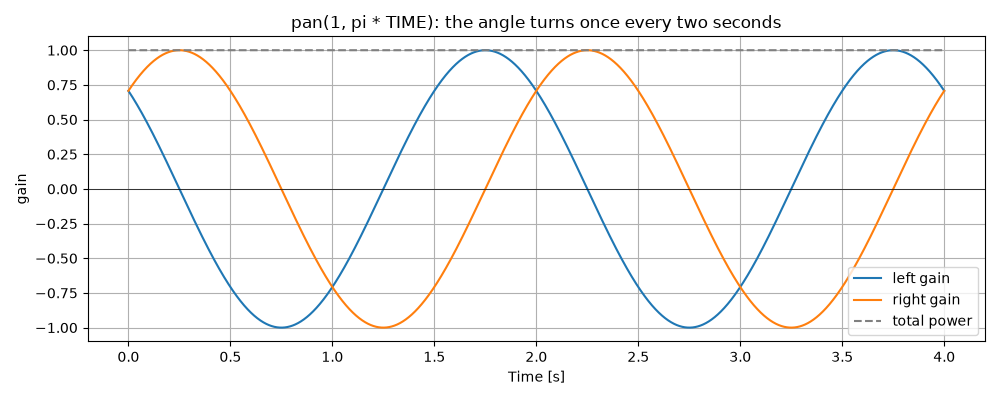 pan(1, pi * TIME): the angle turns once every two seconds
1.00
0.75
0.50
0.25
0.00
−0.25
−0.50
−0.75
−1.00
gain
left gain
right gain
total power
0.0 0.5 1.0 1.5 2.0 2.5 3.0 3.5 4.0
Time [s]